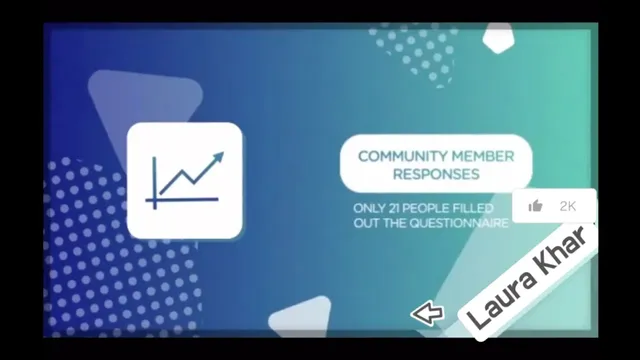 COMMUNITY MEMBER
RESPONSES
ONLY 21 PEOPLE FILLED
OUT THE QUESTIONNAIRE
2K
Laura Khar